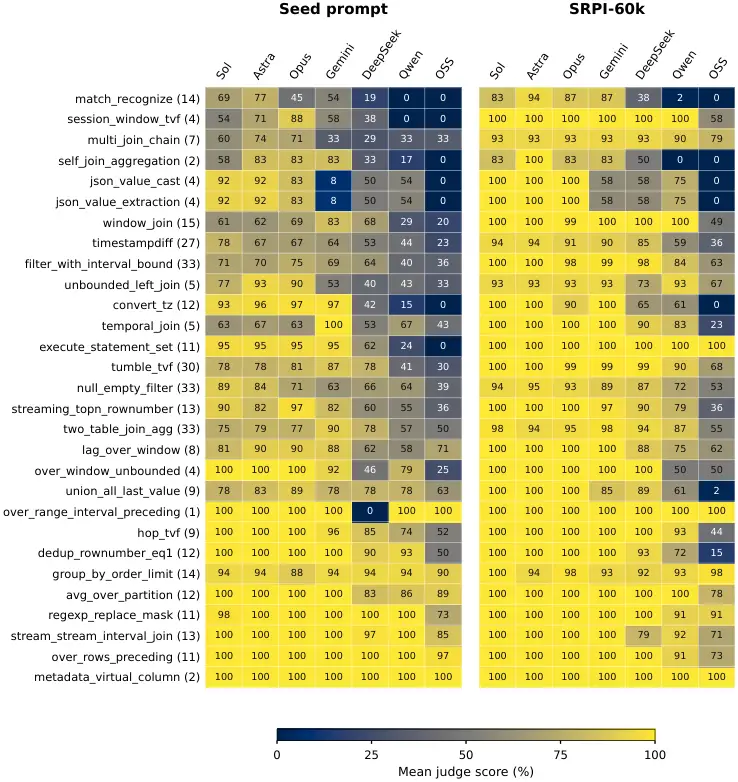 Seed prompt SRPI-60k
Sol Astra Opus Gemini DeepSeek Qwen OSS Sol Astra Opus Gemini DeepSeek Qwen OSS
match_recognize (14) 69 77 45 54 19 0 0 83 94 87 87 38 2 0
session_window_tvf (4) 54 71 88 58 38 0 0 100 100 100 100 100 100 58
multi_join_chain (7) 60 74 71 33 29 33 33 93 93 93 93 93 90 79
self_join_aggregation (2) 58 83 83 83 33 17 0 83 100 83 83 50 0 0
json_value_cast (4) 92 92 83 8 50 54 0 100 100 100 58 58 75 0
json_value_extraction (4) 92 92 83 8 50 54 0 100 100 100 58 58 75 0
window_join (15) 61 62 69 83 68 29 20 100 100 99 100 100 100 49
timestampdiff (27) 78 67 67 64 53 44 23 94 94 91 90 85 59 36
filter_with_interval_bound (33) 71 70 75 69 64 40 36 100 100 98 99 98 84 63
unbounded_left_join (5) 77 93 90 53 40 43 33 93 93 93 93 73 93 67
convert_tz (12) 93 96 97 97 42 15 0 100 100 90 100 65 61 0
temporal_join (5) 63 67 63 100 53 67 43 100 100 100 100 90 83 23
execute_statement_set (11) 95 95 95 95 62 24 0 100 100 100 100 100 100 100
tumble_tvf (30) 78 78 81 87 78 41 30 100 100 99 99 99 90 68
null_empty_filter (33) 89 84 71 63 66 64 39 94 95 93 89 87 72 53
streaming_topn_rownumber (13) 90 82 97 82 60 55 36 100 100 100 97 90 79 36
two_table_join_agg (33) 75 79 77 90 78 57 50 98 94 95 98 94 87 55
lag_over_window (8) 81 90 90 88 62 58 71 100 100 100 100 88 75 62
over_window_unbounded (4) 100 100 100 92 46 79 25 100 100 100 100 100 50 50
union_all_last_value (9) 78 83 89 78 78 78 63 100 100 100 85 89 61 2
over_range_interval_preceding (1) 100 100 100 100 0 100 100 100 100 100 100 100 100 100
hop_tvf (9) 100 100 100 96 85 74 52 100 100 100 100 100 93 44
dedup_rownumber_eq1 (12) 100 100 100 100 90 93 50 100 100 100 100 93 72 15
group_by_order_limit (14) 94 94 88 94 94 94 90 100 94 98 93 92 93 98
avg_over_partition (12) 100 100 100 100 83 86 89 100 100 100 100 100 100 78
regexp_replace_mask (11) 98 100 100 100 100 100 73 100 100 100 100 100 91 91
stream_stream_interval_join (13) 100 100 100 100 97 100 85 100 100 100 100 79 92 71
over_rows_preceding (11) 100 100 100 100 100 100 97 100 100 100 100 100 91 73
metadata_virtual_column (2) 100 100 100 100 100 100 100 100 100 100 100 100 100 100
0 25 50 75 100
Mean judge score (%)